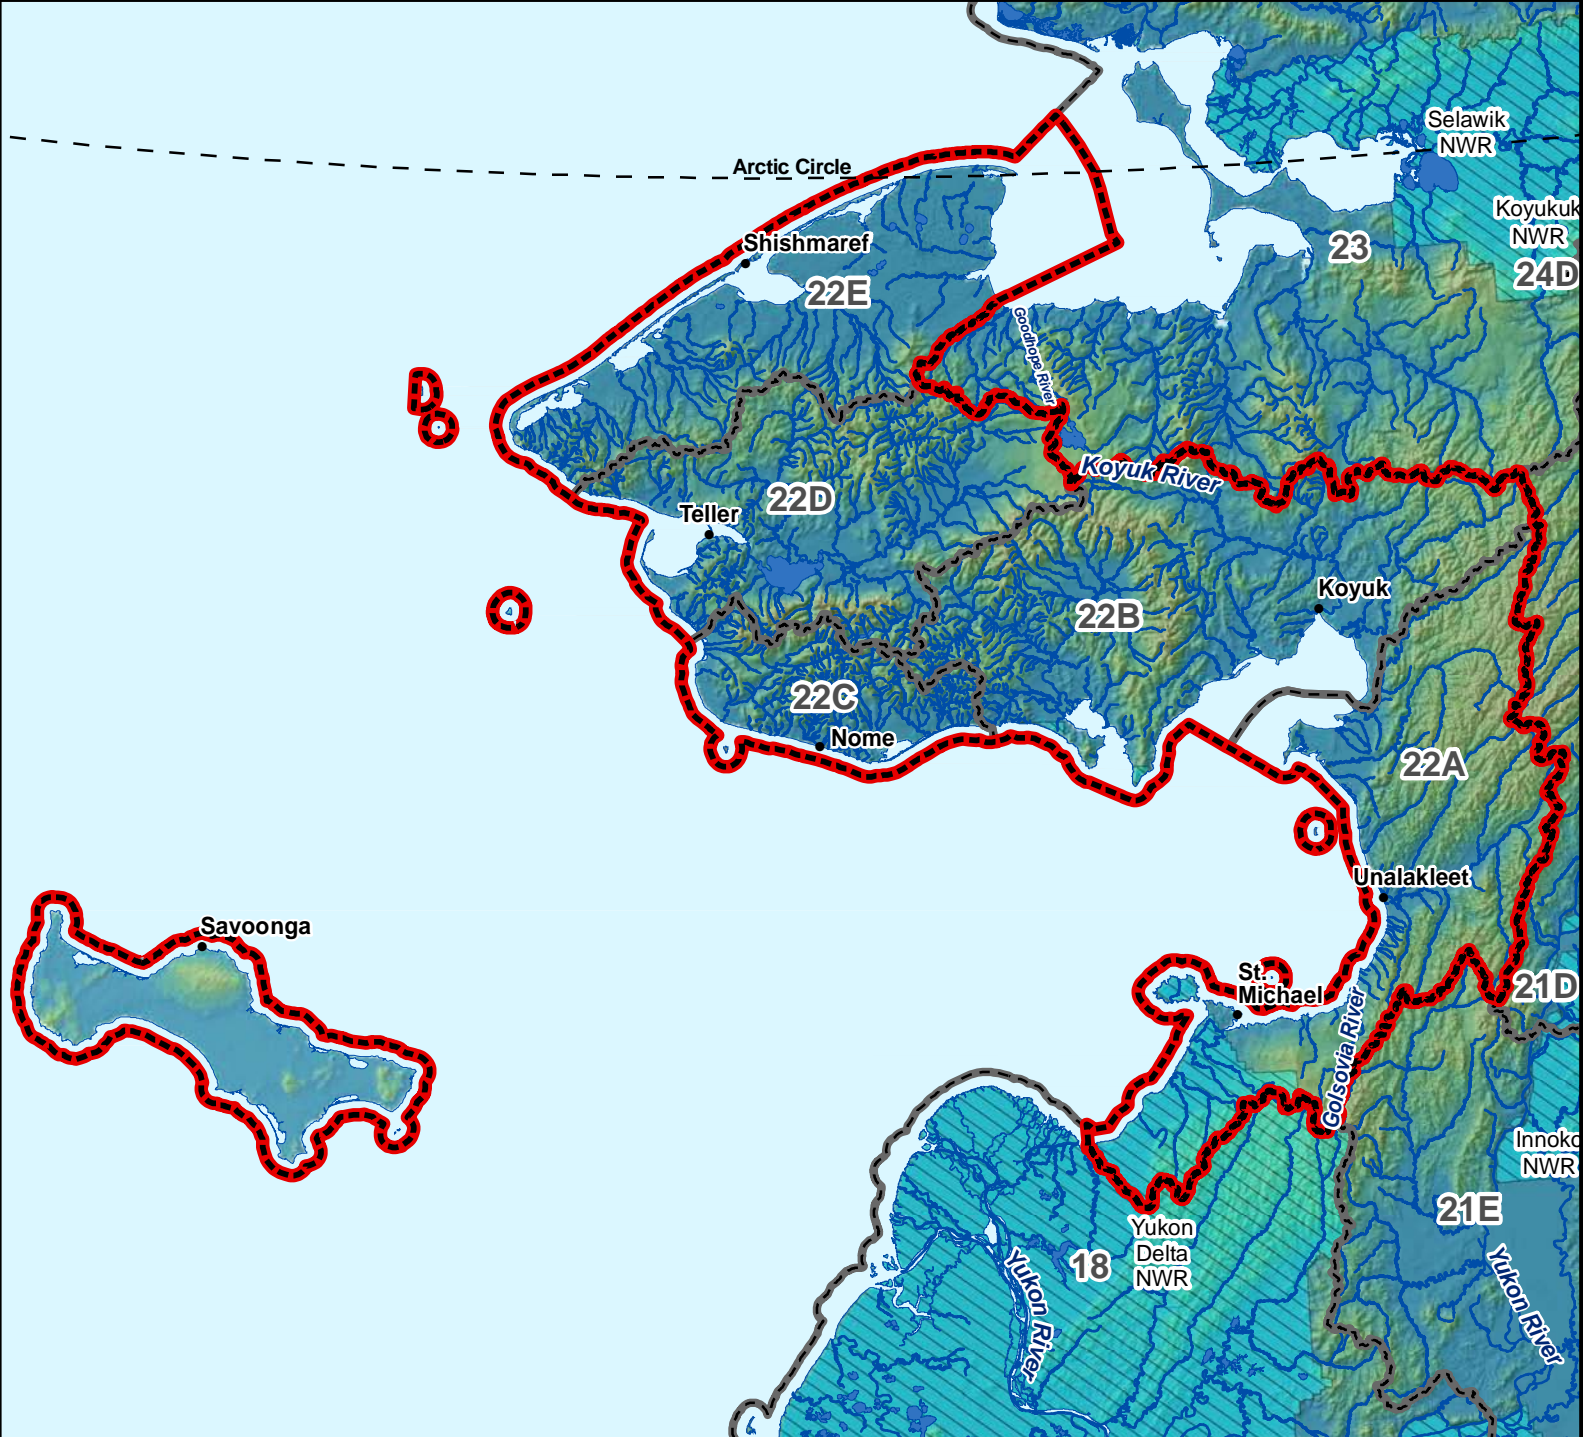 Selawik
NWR
Arctic Circle
Koyukuk
NWR
Shishmaref
23
24D
22E
Goodhope River
Koyuk River
22D
Teller
Koyuk
22B
22C
Nome
22A
Unalakleet
Savoonga
St.
Michael
21D
Golsovia River
Innoko
NWR
21E
Yukon
Delta
NWR
18
Yukon River
Yukon River